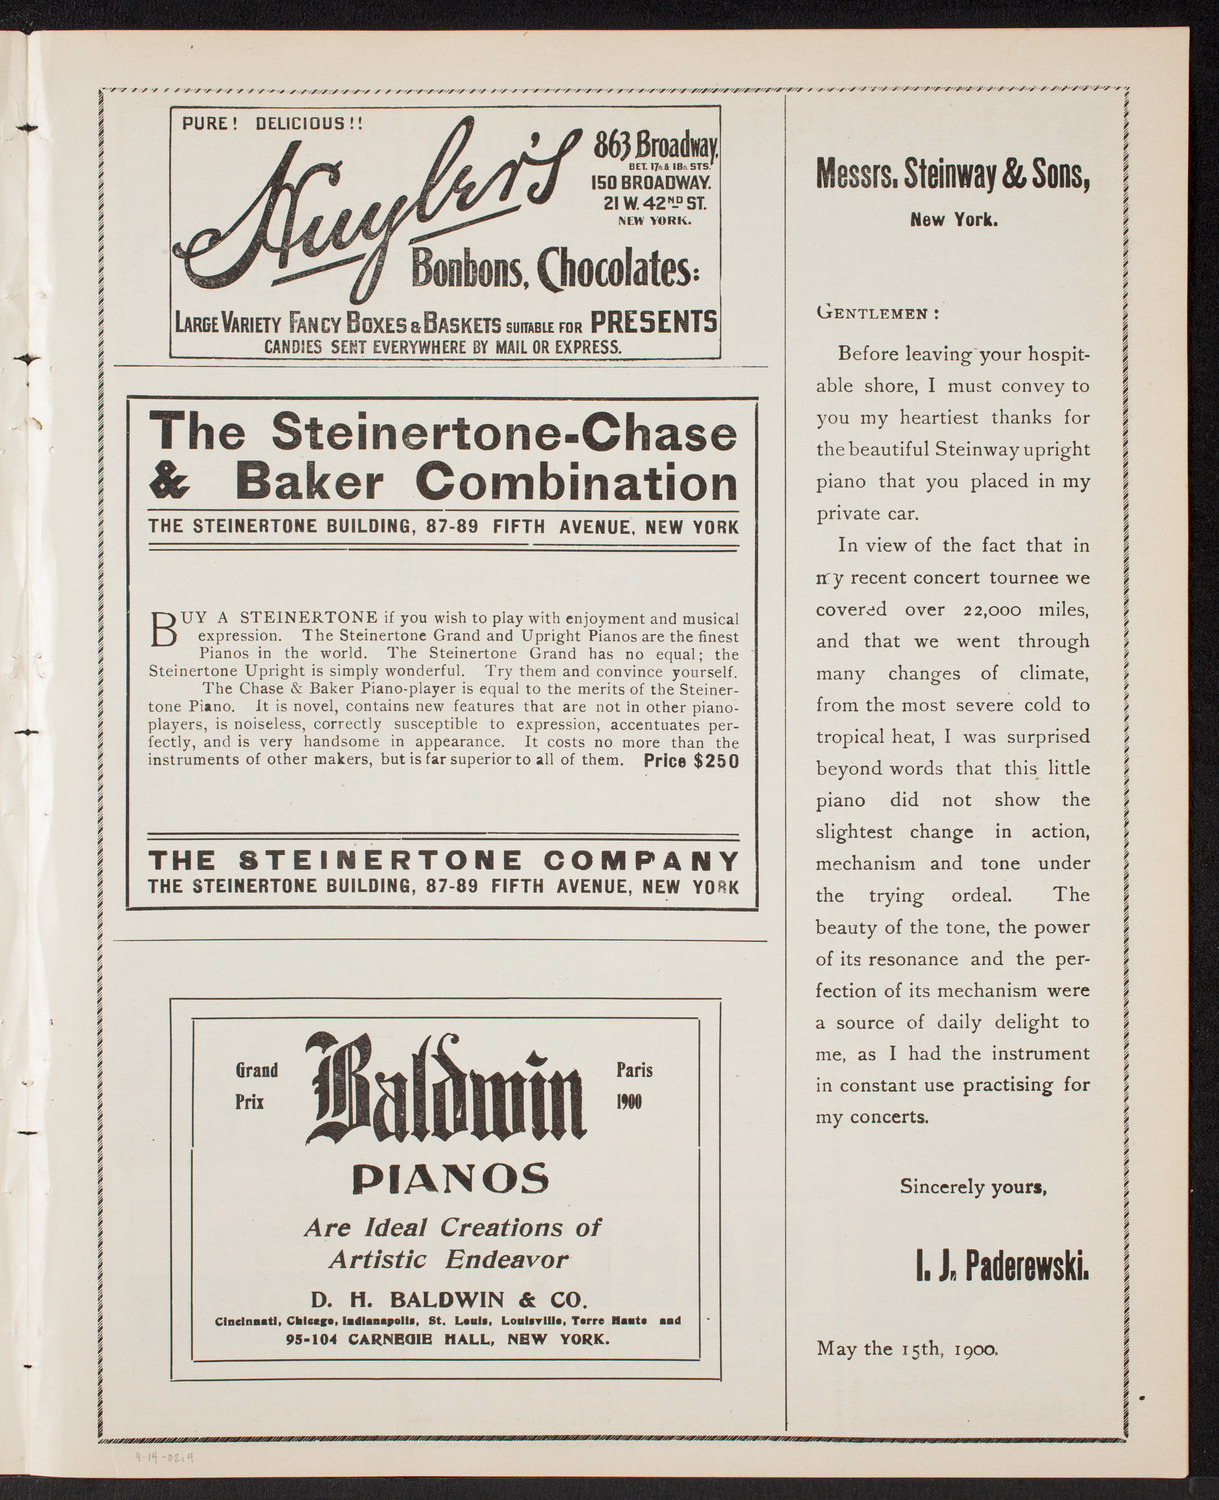 PURE! DELICIOUS!!
Huyler's
863 Broadway,
BET. 17th & 18th STS.
150 BROADWAY.
21 W. 42ND ST.
NEW YORK.
Bonbons, Chocolates:
LARGE VARIETY FANCY BOXES & BASKETS SUITABLE FOR PRESENTS
CANDIES SENT EVERYWHERE BY MAIL OR EXPRESS.
The Steinertone-Chase
& Baker Combination
THE STEINERTONE BUILDING, 87-89 FIFTH AVENUE, NEW YORK
BUY A STEINERTONE if you wish to play with enjoyment and musical
expression. The Steinertone Grand and Upright Pianos are the finest
Pianos in the world. The Steinertone Grand has no equal; the
Steinertone Upright is simply wonderful. Try them and convince yourself.
The Chase & Baker Piano-player is equal to the merits of the Steiner-
tone Piano. It is novel, contains new features that are not in other piano-
players, is noiseless, correctly susceptible to expression, accentuates per-
fectly, and is very handsome in appearance. It costs no more than the
instruments of other makers, but is far superior to all of them. Price $250
THE STEINERTONE COMPANY
THE STEINERTONE BUILDING, 87-89 FIFTH AVENUE, NEW YORK
Grand Prix
Baldwin
Paris 1900
PIANOS
Are Ideal Creations of
Artistic Endeavor
D. H. BALDWIN & CO.
Cincinnati, Chicago, Indianapolis, St. Louis, Louisville, Terre Haute and
95-104 CARNEGIE HALL, NEW YORK.
Messrs. Steinway & Sons,
New York.
GENTLEMEN:
Before leaving your hospit-
able shore, I must convey to
you my heartiest thanks for
the beautiful Steinway upright
piano that you placed in my
private car.
In view of the fact that in
my recent concert tournee we
covered over 22,000 miles,
and that we went through
many changes of climate,
from the most severe cold to
tropical heat, I was surprised
beyond words that this little
piano did not show the
slightest change in action,
mechanism and tone under
the trying ordeal. The
beauty of the tone, the power
of its resonance and the per-
fection of its mechanism were
a source of daily delight to
me, as I had the instrument
in constant use practising for
my concerts.
Sincerely yours,
I. J. Paderewski.
May the 15th, 1900.
9-14-02.4